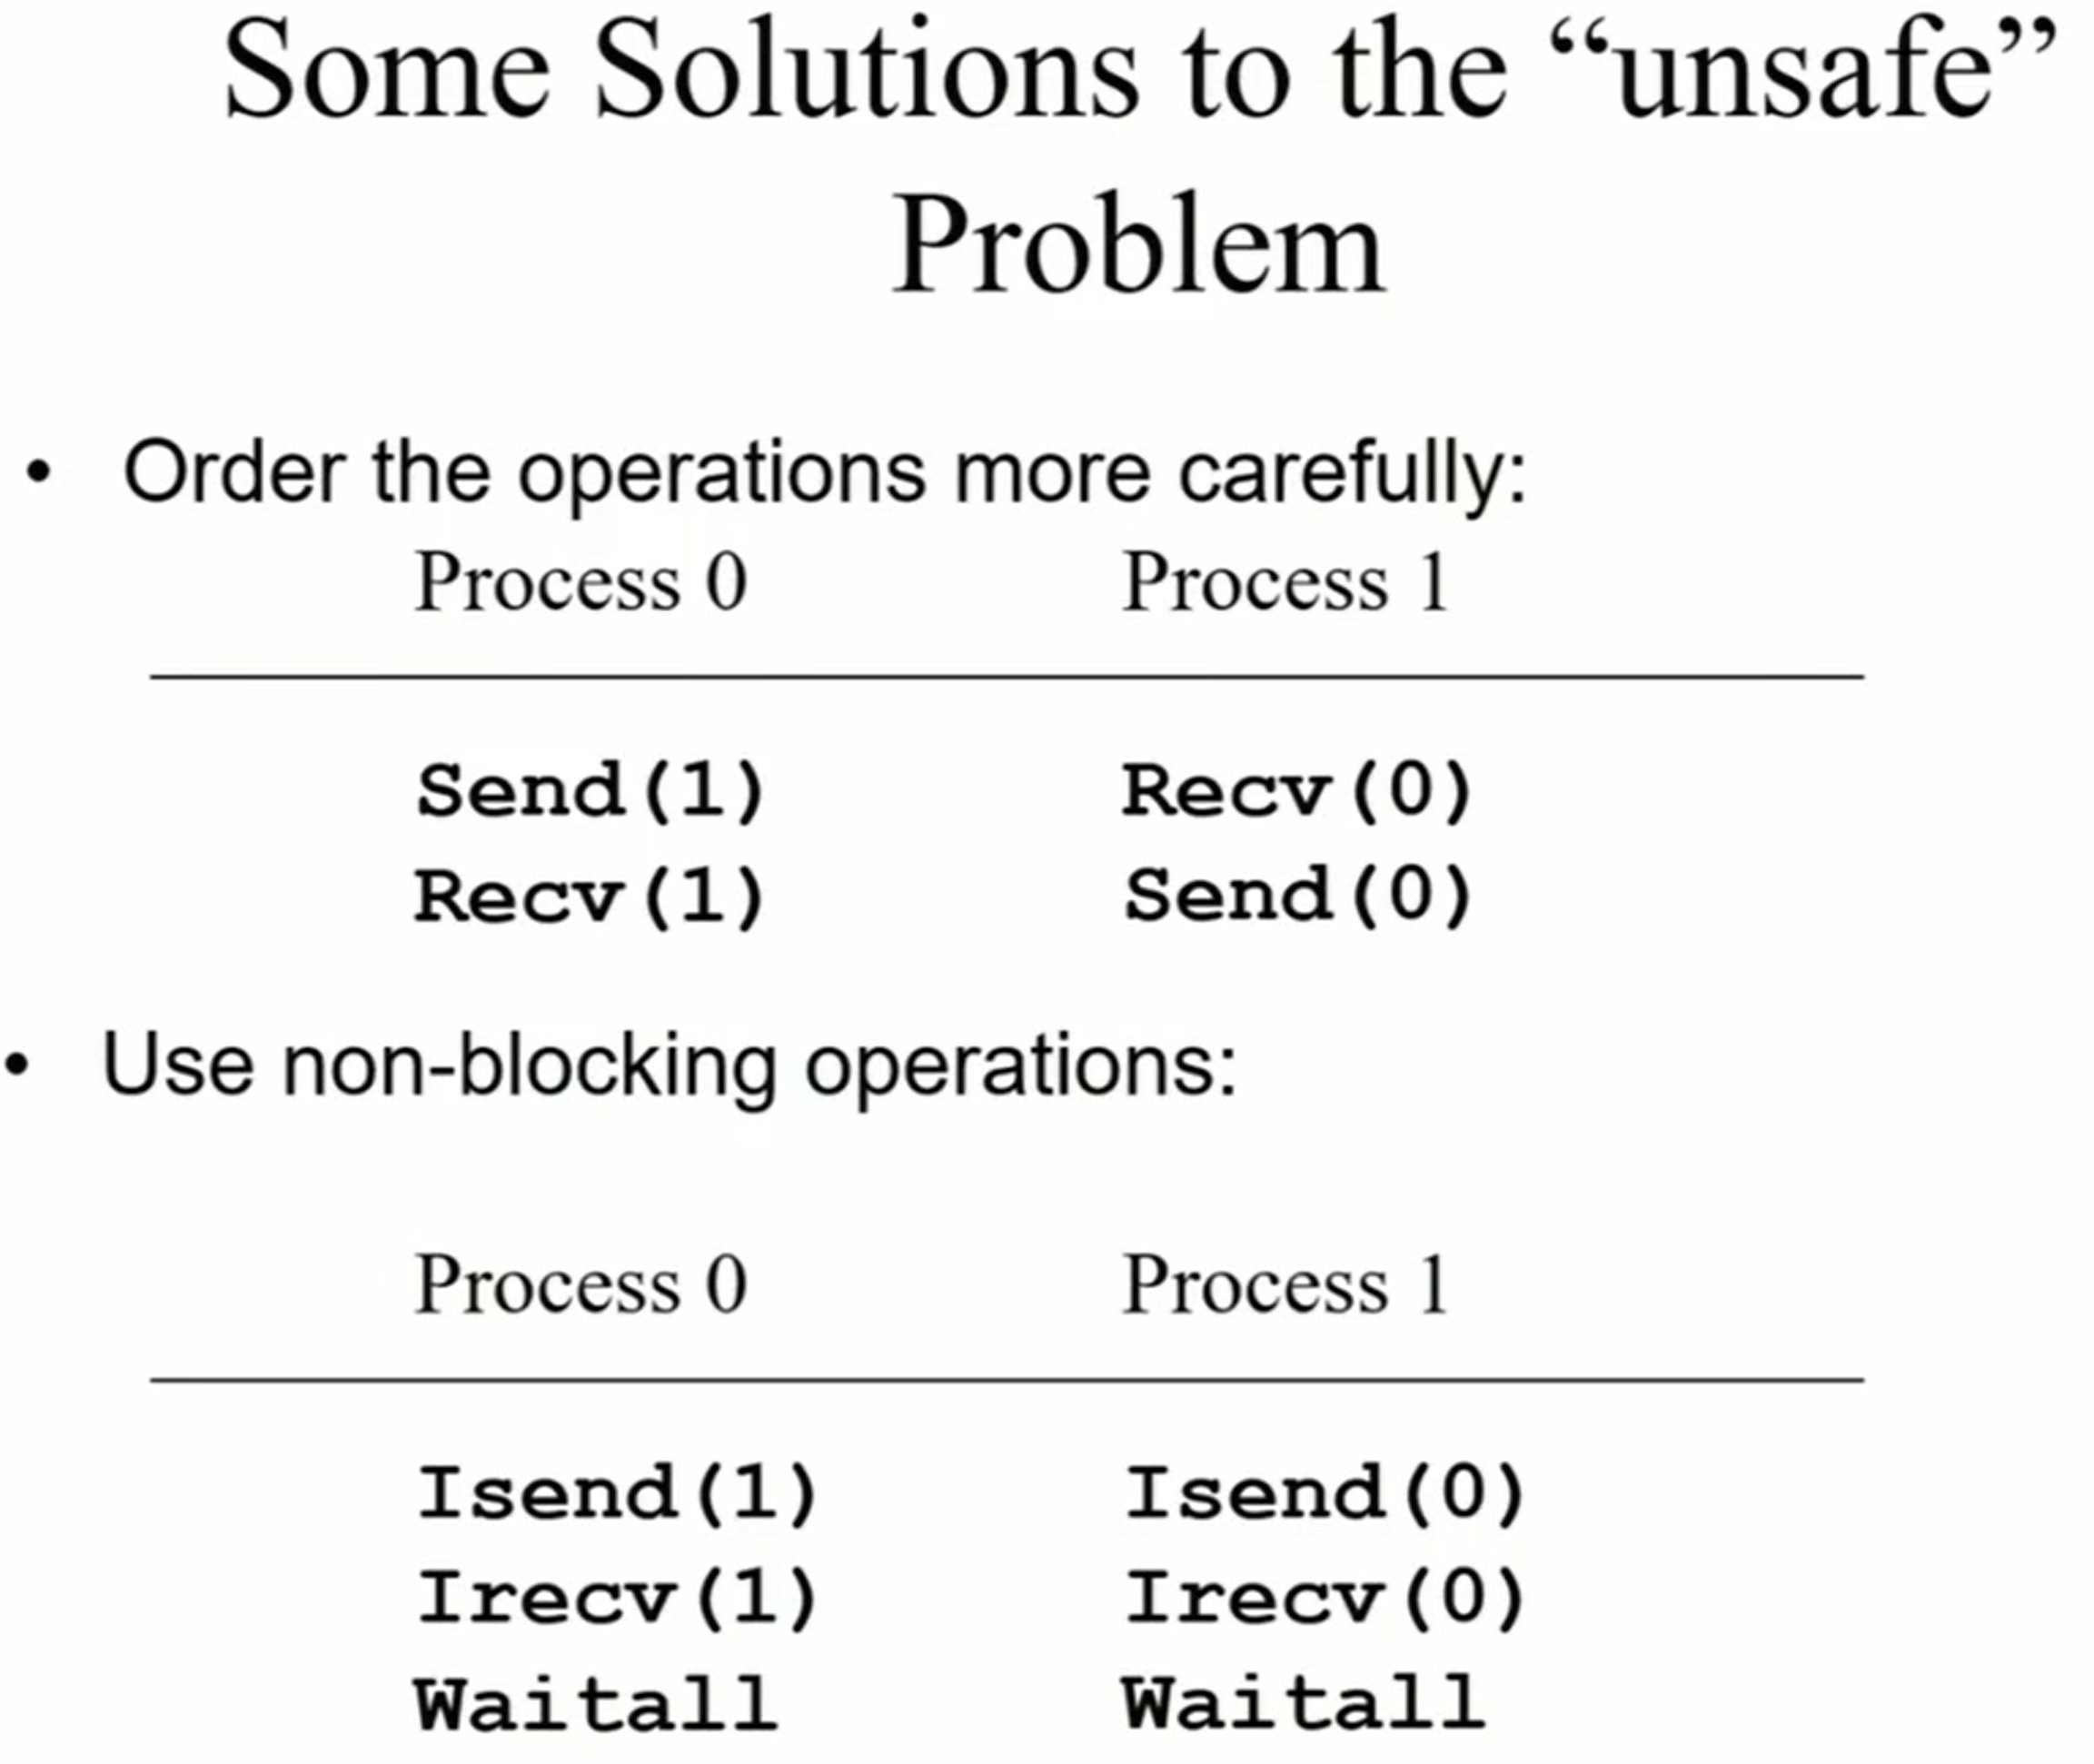 Some Solutions to the “unsafe”
Problem
• Order the operations more carefully:
Process 0 Process 1
Send(1) Recv(0)
Recv(1) Send(0)
• Use non-blocking operations:
Process 0 Process 1
Isend(1) Isend(0)
Irecv(1) Irecv(0)
Waitall Waitall